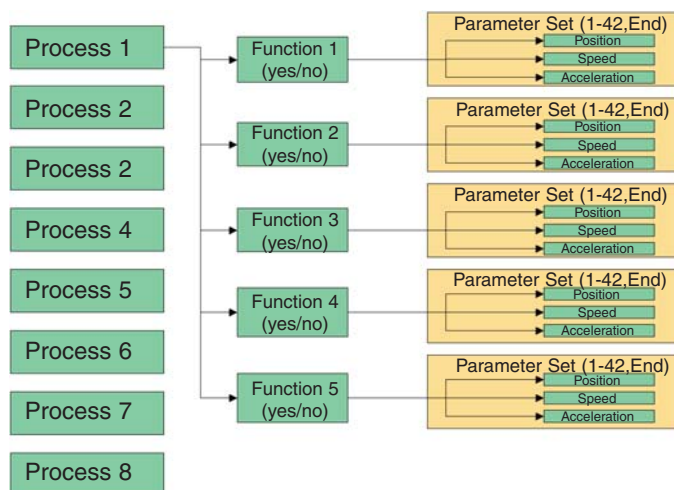 Process 1
Process 2
Process 2
Process 4
Process 5
Process 6
Process 7
Process 8
Function 1
(yes/no)
Function 2
(yes/no)
Function 3
(yes/no)
Function 4
(yes/no)
Function 5
(yes/no)
Parameter Set (1-42,End)
Position
Speed
Acceleration
Parameter Set (1-42,End)
Position
Speed
Acceleration
Parameter Set (1-42,End)
Position
Speed
Acceleration
Parameter Set (1-42,End)
Position
Speed
Acceleration
Parameter Set (1-42,End)
Position
Speed
Acceleration